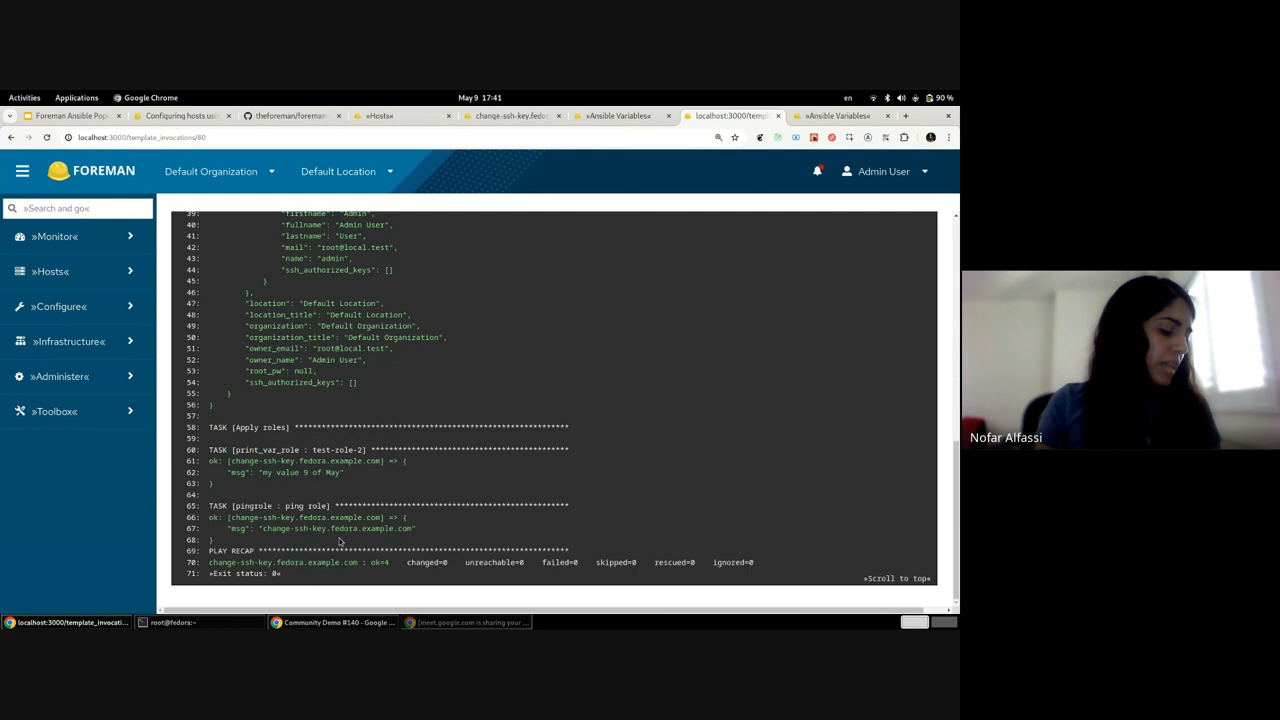 Activities Applications Google Chrome May 9 17:41 en 90 %
Foreman Ansible Pop Configuring hosts usin theforeman/foreman- »Hosts« change-ssh-key.fedo »Ansible Variables« localhost:3000/templ »Ansible Variables«
localhost:3000/template_invocations/80
FOREMAN Default Organization Default Location Admin User
»Search and go«
»Monitor«
»Hosts«
»Configure«
»Infrastructure«
»Administer«
»Toolbox«
39: "firstname": "Admin",
40: "fullname": "Admin User",
41: "lastname": "User",
42: "mail": "root@local.test",
43: "name": "admin",
44: "ssh_authorized_keys": []
45: }
46: },
47: "location": "Default Location",
48: "location_title": "Default Location",
49: "organization": "Default Organization",
50: "organization_title": "Default Organization",
51: "owner_email": "root@local.test",
52: "owner_name": "Admin User",
53: "root_pw": null,
54: "ssh_authorized_keys": []
55: }
56: }
57:
58: TASK [Apply roles] *************************************************************
59:
60: TASK [print_var_role : test-role-2] ********************************************
61: ok: [change-ssh-key.fedora.example.com] => {
62: "msg": "my value 9 of May"
63: }
64:
65: TASK [pingrole : ping role] ****************************************************
66: ok: [change-ssh-key.fedora.example.com] => {
67: "msg": "change-ssh-key.fedora.example.com"
68: }
69: PLAY RECAP *********************************************************************
70: change-ssh-key.fedora.example.com : ok=4 changed=0 unreachable=0 failed=0 skipped=0 rescued=0 ignored=0
71: »Exit status: 0«
»Scroll to top«
localhost:3000/template_invocati... root@fedora:~ Community Demo #140 - Google ... [meet.google.com is sharing your ...
Nofar Alfassi